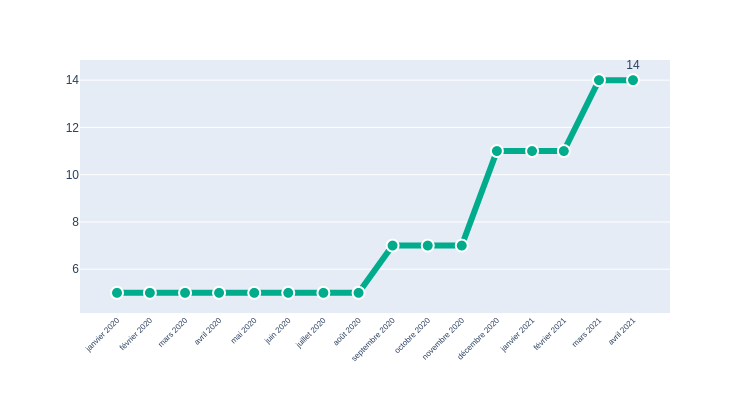 14
14
12
10
8
6
janvier 2020
février 2020
mars 2020
avril 2020
mai 2020
juin 2020
juillet 2020
août 2020
septembre 2020
octobre 2020
novembre 2020
décembre 2020
janvier 2021
février 2021
mars 2021
avril 2021